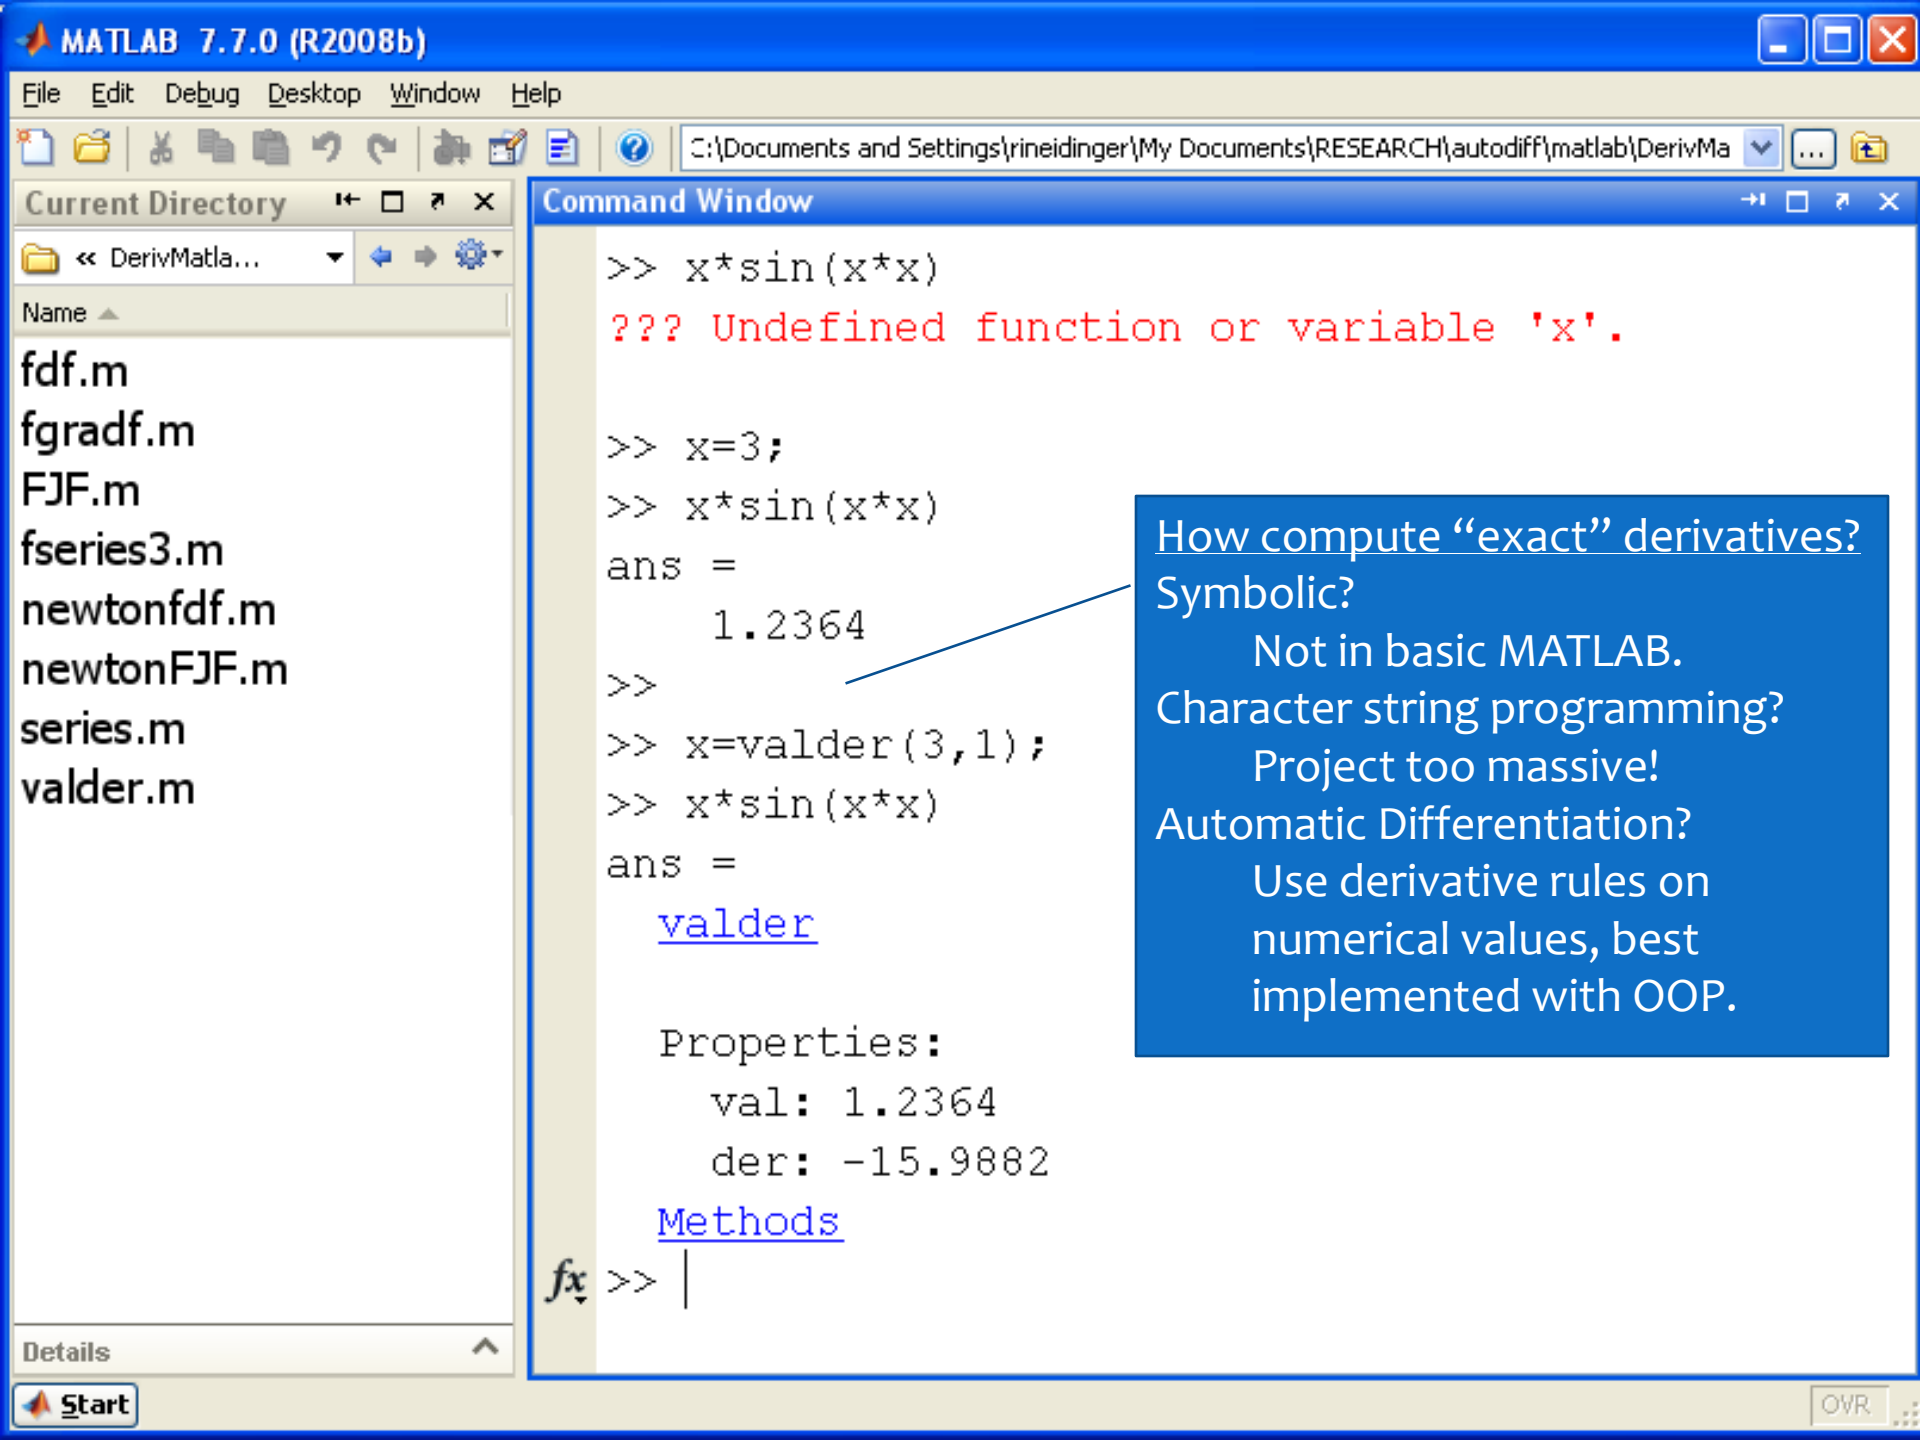 MATLAB 7.7.0 (R2008b)
File Edit Debug Desktop Window Help
C:\Documents and Settings\rineidinger\My Documents\RESEARCH\autodiff\matlab\DerivMa
...
Current Directory
« DerivMatla...
Name
fdf.m
fgradf.m
FJF.m
fseries3.m
newtonfdf.m
newtonFJF.m
series.m
valder.m
Details
Command Window
>> x*sin(x*x)
??? Undefined function or variable 'x'.
>> x=3;
>> x*sin(x*x)
ans =
1.2364
>>
>> x=valder(3,1);
>> x*sin(x*x)
ans =
valder
Properties:
val: 1.2364
der: -15.9882
Methods
fx >>
How compute “exact” derivatives?
Symbolic?
Not in basic MATLAB.
Character string programming?
Project too massive!
Automatic Differentiation?
Use derivative rules on
numerical values, best
implemented with OOP.
Start
OVR